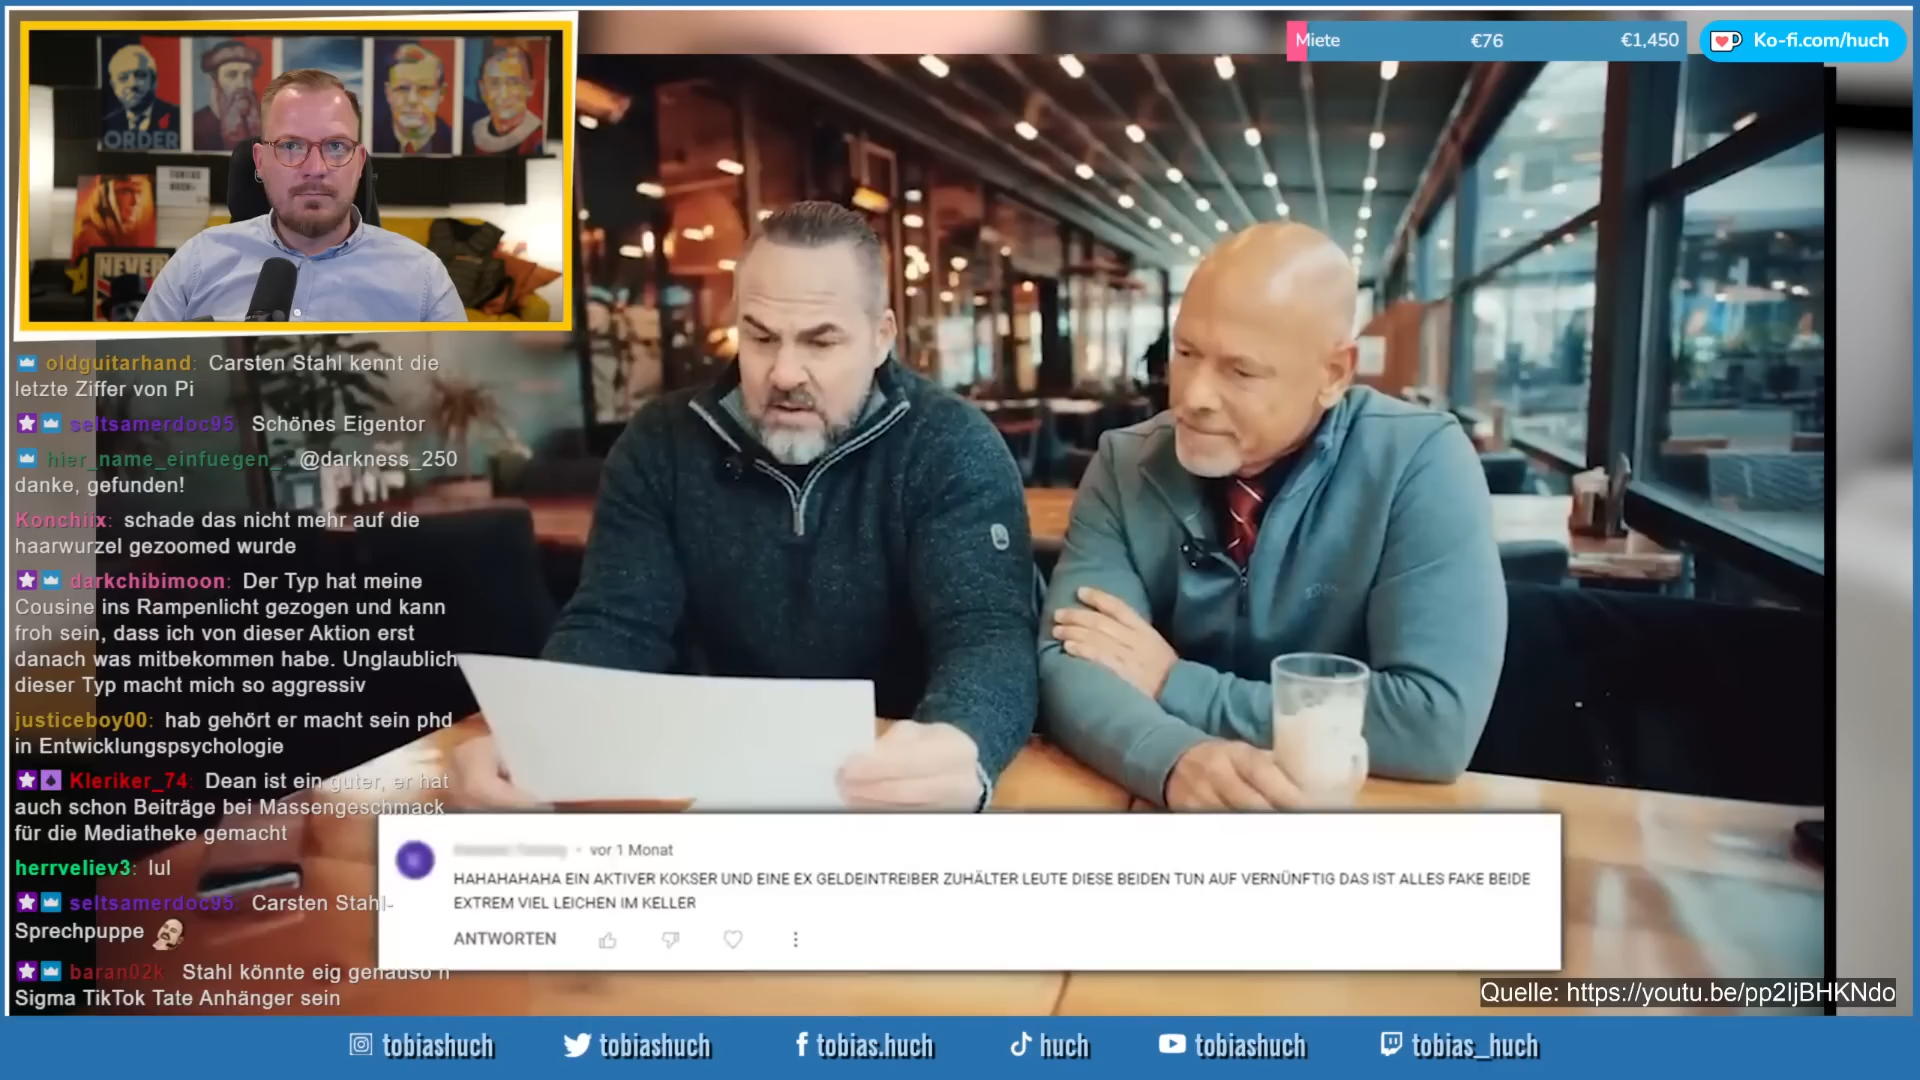 ORDER
NEVER
Miete €76 €1,450
Ko-fi.com/huch
oldguitarhand: Carsten Stahl kennt die
letzte Ziffer von Pi
seltsamerdoc95: Schönes Eigentor
hier_name_einfuegen_: @darkness_250
danke, gefunden!
Konchiix: schade das nicht mehr auf die
haarwurzel gezoomed wurde
darkchibimoon: Der Typ hat meine
Cousine ins Rampenlicht gezogen und kann
froh sein, dass ich von dieser Aktion erst
danach was mitbekommen habe. Unglaublich
dieser Typ macht mich so aggressiv
justiceboy00: hab gehört er macht sein phd
in Entwicklungspsychologie
Kleriker_74: Dean ist ein guter, er hat
auch schon Beiträge bei Massengeschmack
für die Mediatheke gemacht
herrveliev3: lul
seltsamerdoc95: Carsten Stahl-
Sprechpuppe
baran02k: Stahl könnte eig genauso n
Sigma TikTok Tate Anhänger sein
• vor 1 Monat
HAHAHAHAHA EIN AKTIVER KOKSER UND EINE EX GELDEINTREIBER ZUHÄLTER LEUTE DIESE BEIDEN TUN AUF VERNÜNFTIG DAS IST ALLES FAKE BEIDE
EXTREM VIEL LEICHEN IM KELLER
ANTWORTEN
Quelle: https://youtu.be/pp2ljBHKNdo
tobiashuch tobiashuch tobias.huch huch tobiashuch tobias_huch